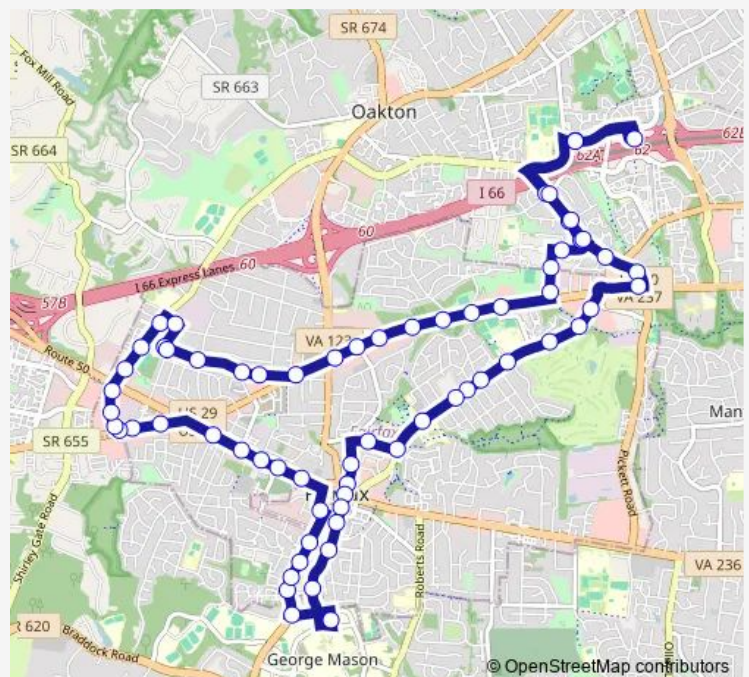 SR 674
Fox Mill Road
SR 663
Oakton
SR 664
62A
62
62B
I 66
60
60
I 66 Express Lanes
57B
VA 237
VA 123
Route 50
US 29
SR 655
Fairfax
Shirley Gate Road
Pickett Road
Roberts Road
VA 236
R 620
Braddock Road
George Mason
© OpenStreetMap contributors